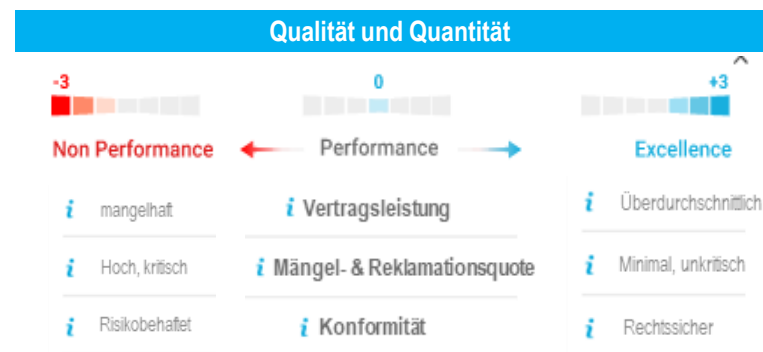 Qualität und Quantität
-3 0 +3
Non Performance Performance Excellence
i mangelhaft i Vertragsleistung i Überdurchschnittlich
i Hoch, kritisch i Mängel- & Reklamationsquote i Minimal, unkritisch
i Risikobehaftet i Konformität i Rechtssicher